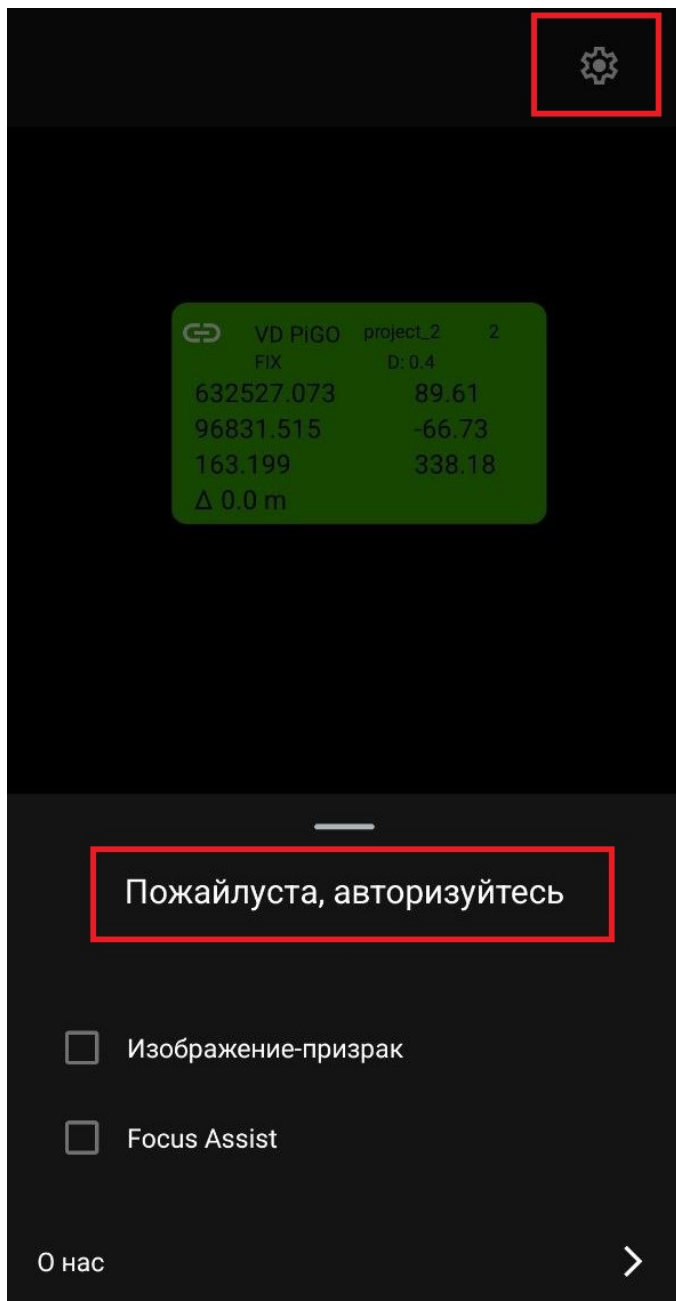 VD PiGO project_2 2
FIX D: 0.4
632527.073 89.61
96831.515 -66.73
163.199 338.18
Δ 0.0 m
Пожайлуста, авторизуйтесь
Изображение-призрак
Focus Assist
О нас